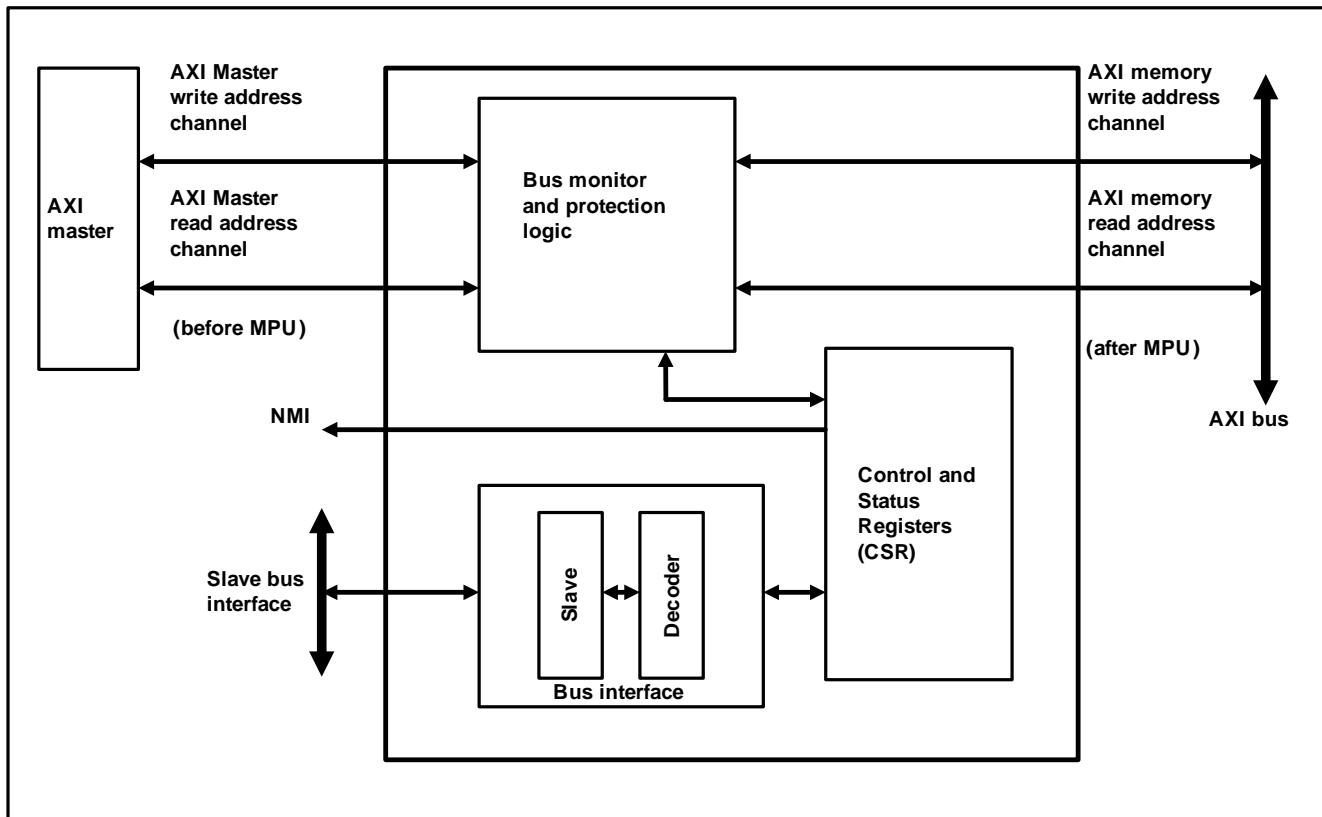 AXI Master
write address
channel
AXI memory
write address
channel
AXI
master
AXI Master
read address
channel
Bus monitor
and protection
logic
AXI memory
read address
channel
(before MPU)
(after MPU)
NMI
AXI bus
Control and
Status
Registers
(CSR)
Slave bus
interface
Slave
Decoder
Bus interface